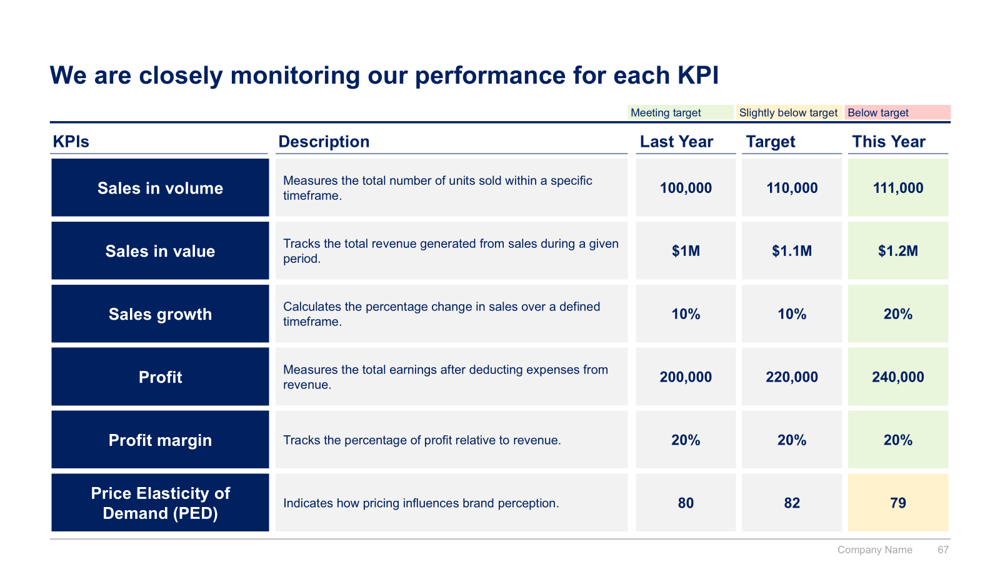 We are closely monitoring our performance for each KPI
Meeting target
Slightly below target
Below target
KPIs
Description
Last Year
Target
This Year
Sales in volume
Measures the total number of units sold within a specific
timeframe.
100,000
110,000
111,000
Sales in value
Tracks the total revenue generated from sales during a given
period.
$1M
$1.1M
$1.2M
Sales growth
Calculates the percentage change in sales over a defined
timeframe.
10%
10%
20%
Profit
Measures the total earnings after deducting expenses from
revenue.
200,000
220,000
240,000
Profit margin
Tracks the percentage of profit relative to revenue.
20%
20%
20%
Price Elasticity of
Demand (PED)
Indicates how pricing influences brand perception.
80
82
79
Company Name
67